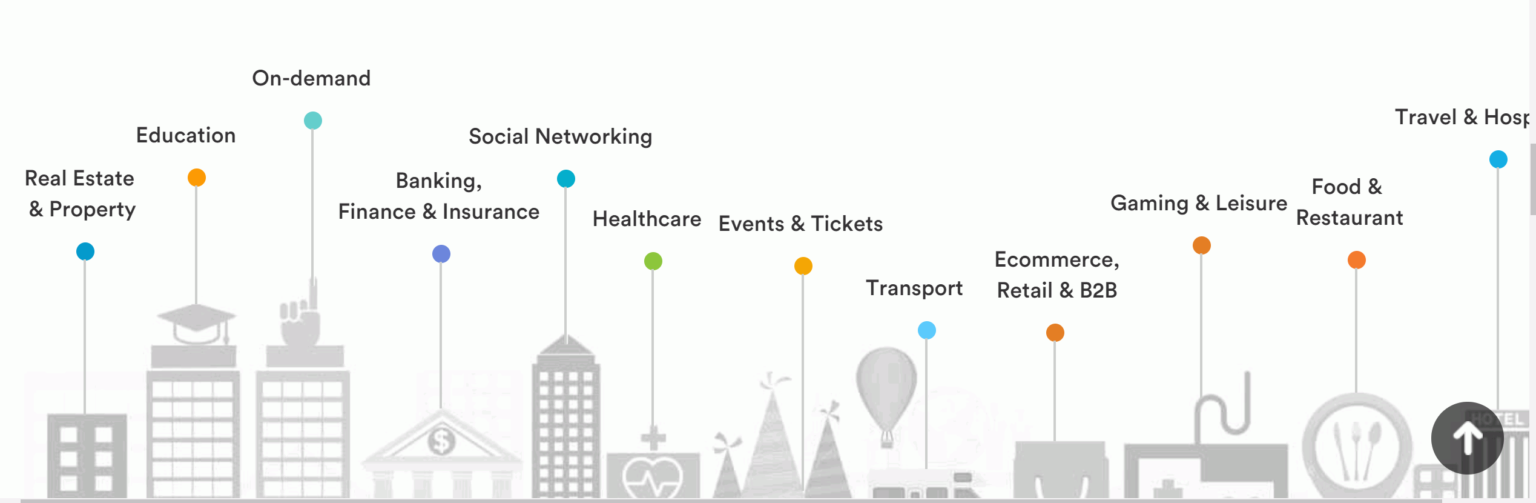 On-demand
Education
Social Networking
Travel & Hosp
Real Estate
& Property
Banking,
Finance & Insurance
Healthcare
Events & Tickets
Gaming & Leisure
Food &
Restaurant
Ecommerce,
Retail & B2B
Transport
$
HOTEL